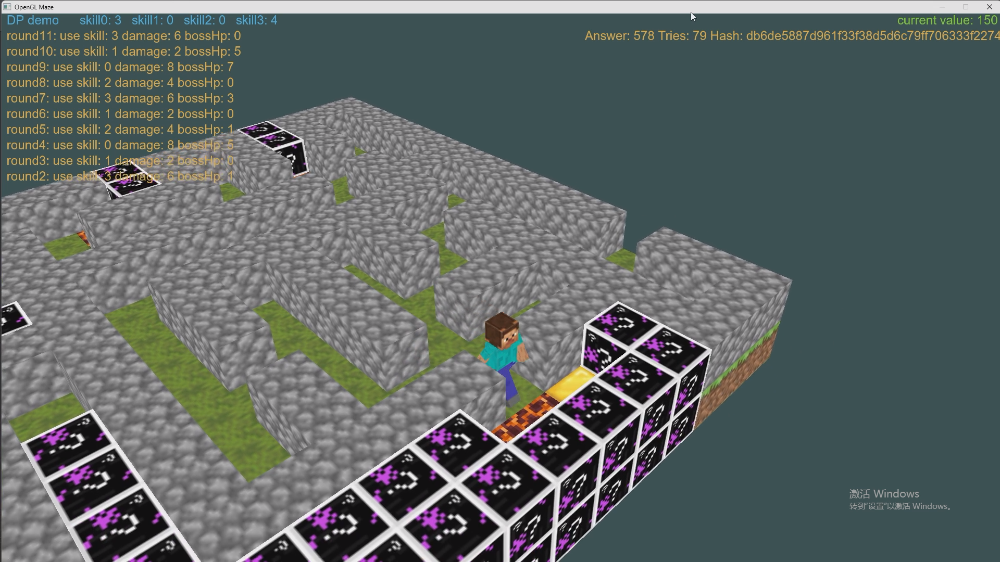 OpenGL Maze
DP demo skill0: 3 skill1: 0 skill2: 0 skill3: 4
current value: 150
round11: use skill: 3 damage: 6 bossHp: 0
Answer: 578 Tries: 79 Hash: db6de5887d961f33f38d5d6c79ff706333f2274
round10: use skill: 1 damage: 2 bossHp: 5
round9: use skill: 0 damage: 8 bossHp: 7
round8: use skill: 2 damage: 4 bossHp: 0
round7: use skill: 3 damage: 6 bossHp: 3
round6: use skill: 1 damage: 2 bossHp: 0
round5: use skill: 2 damage: 4 bossHp: 1
round4: use skill: 0 damage: 8 bossHp: 5
round3: use skill: 1 damage: 2 bossHp: 0
round2: use skill: 3 damage: 6 bossHp: 1
激活 Windows
转到“设置”以激活 Windows。